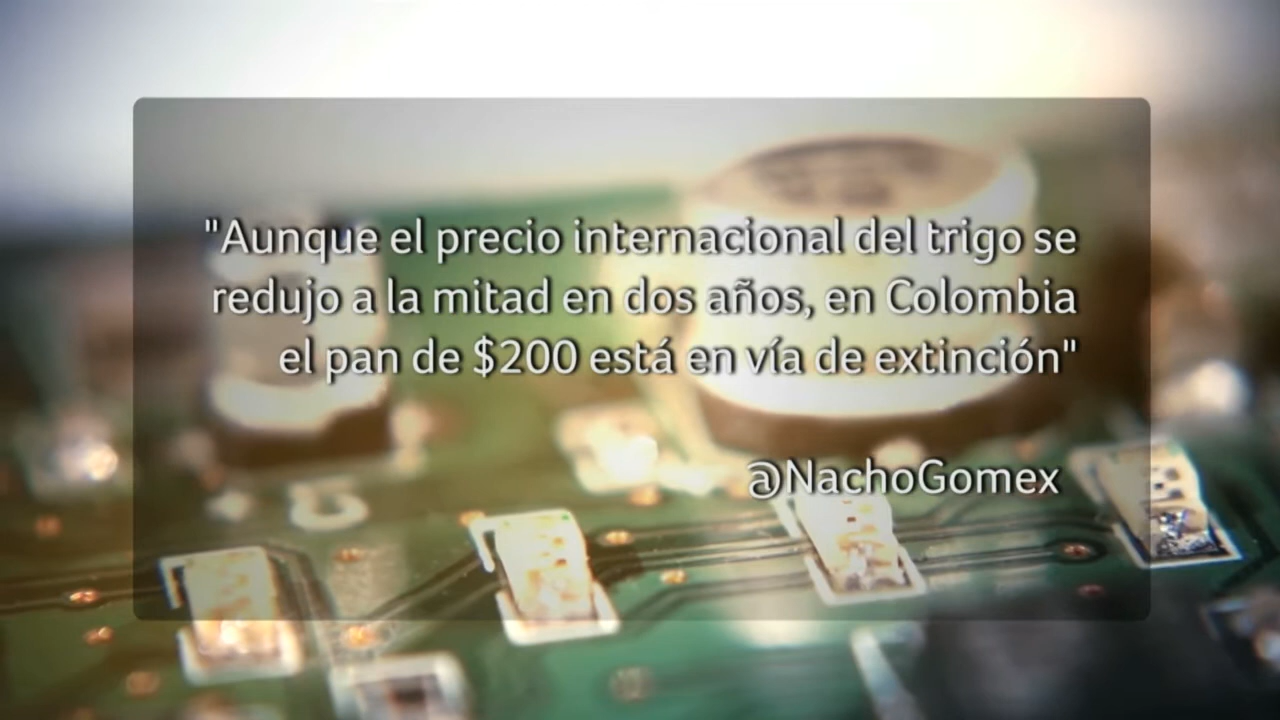 "Aunque el precio internacional del trigo se
redujo a la mitad en dos años, en Colombia
el pan de $200 está en vía de extinción"
@NachoGomex